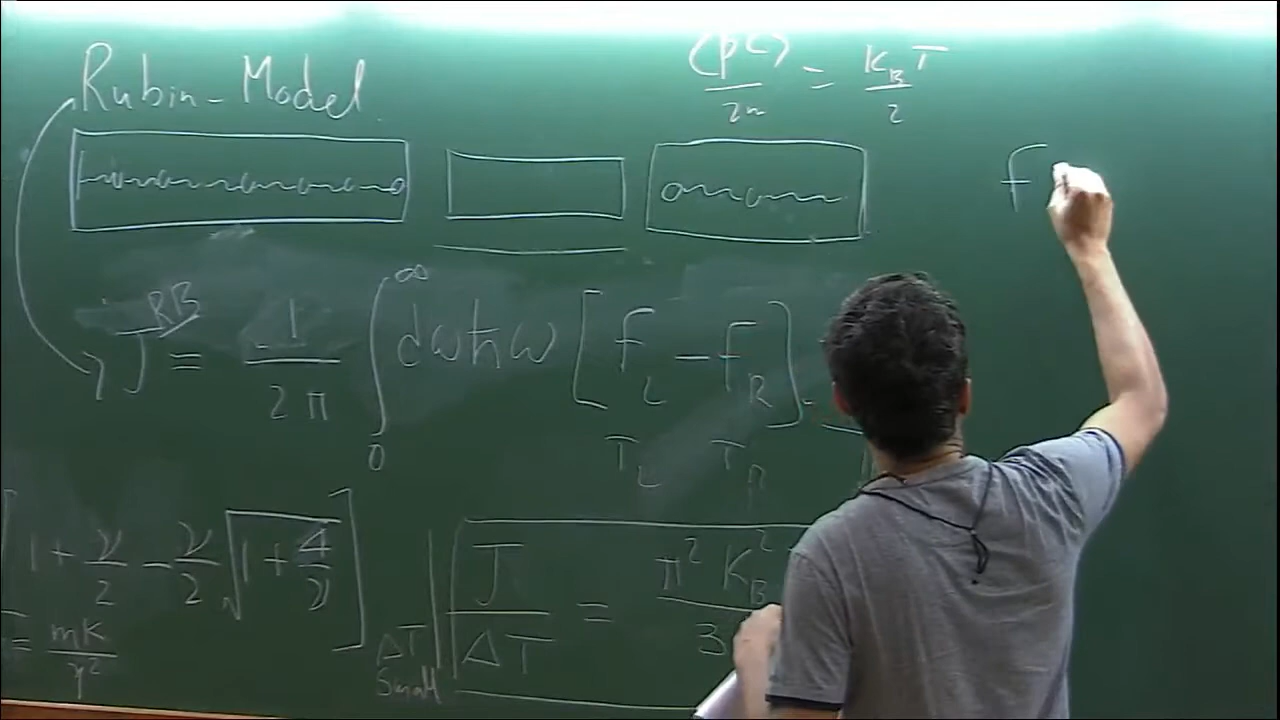 Rubin-Model
(p²)/2m = K_B T/2
f
J^RB = 1/2π ∫_0^∞ dω ħω [f_L - f_R]
T_L T_R
1 + ν/2 - ν/2 √(1 + 4/ν) ]
= mK/γ²
ΔT Small
J/ΔT = π² K_B² / 3